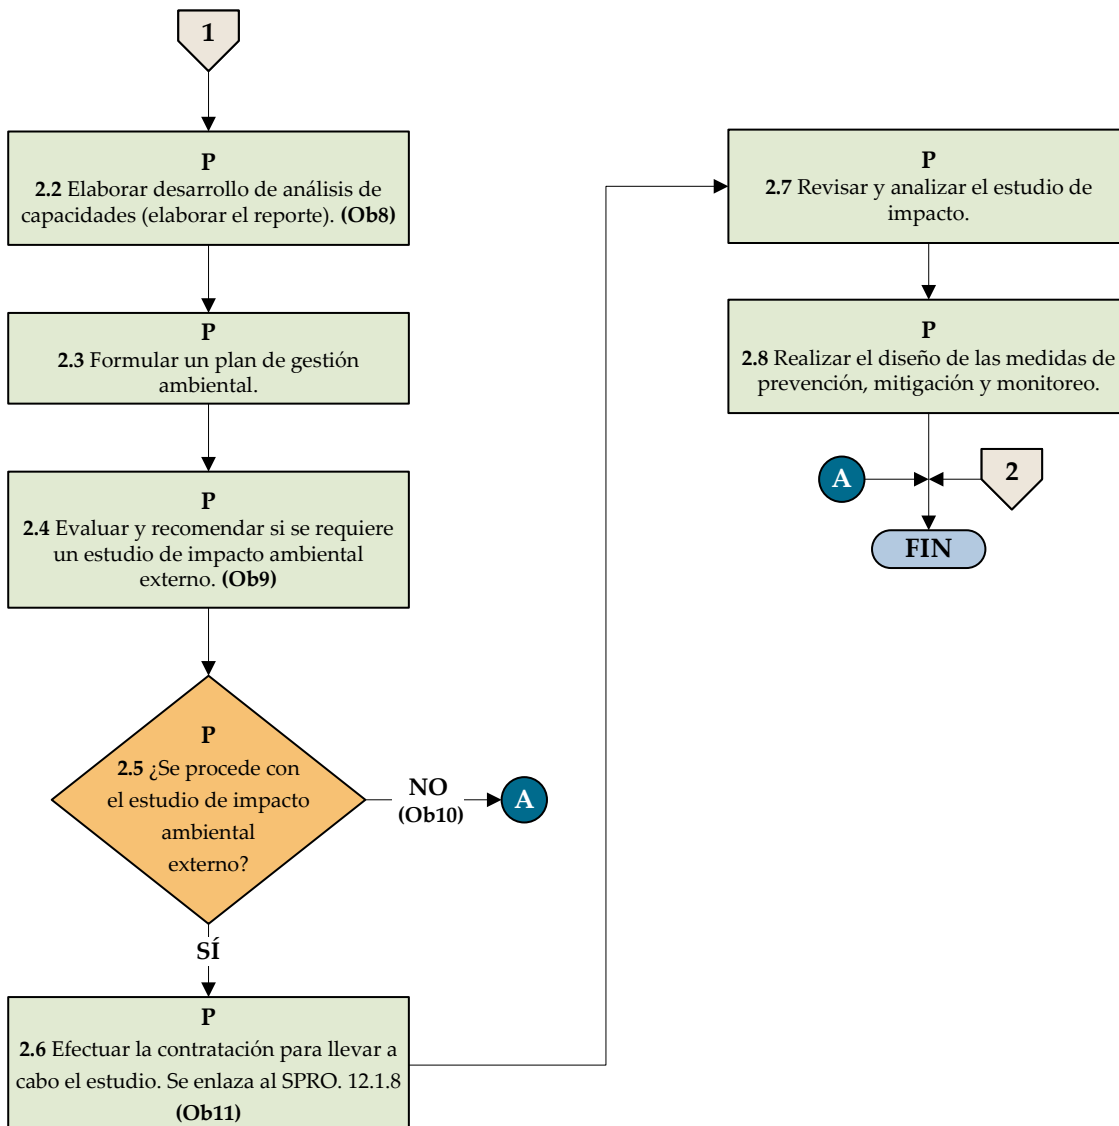 1
P
2.2 Elaborar desarrollo de análisis de
capacidades (elaborar el reporte). (Ob8)
P
2.3 Formular un plan de gestión
ambiental.
P
2.4 Evaluar y recomendar si se requiere
un estudio de impacto ambiental
externo. (Ob9)
P
2.5 ¿Se procede con
el estudio de impacto
ambiental
externo?
NO
(Ob10)
A
SÍ
P
2.6 Efectuar la contratación para llevar a
cabo el estudio. Se enlaza al SPRO. 12.1.8
(Ob11)
P
2.7 Revisar y analizar el estudio de
impacto.
P
2.8 Realizar el diseño de las medidas de
prevención, mitigación y monitoreo.
A
2
FIN